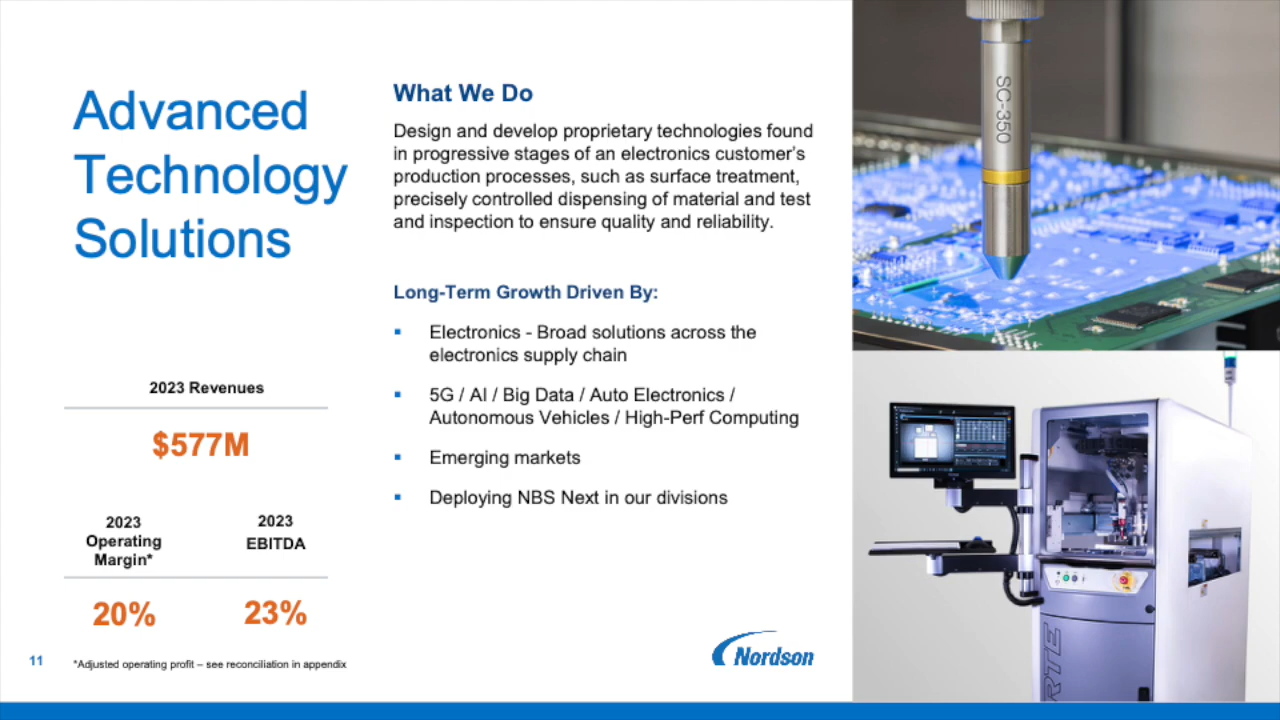 Advanced
Technology
Solutions
2023 Revenues
$577M
2023
Operating
Margin*
2023
EBITDA
20%
23%
11
*Adjusted operating profit – see reconciliation in appendix
What We Do
Design and develop proprietary technologies found
in progressive stages of an electronics customer's
production processes, such as surface treatment,
precisely controlled dispensing of material and test
and inspection to ensure quality and reliability.
Long-Term Growth Driven By:
▪ Electronics - Broad solutions across the
electronics supply chain
▪ 5G / AI / Big Data / Auto Electronics /
Autonomous Vehicles / High-Perf Computing
▪ Emerging markets
▪ Deploying NBS Next in our divisions
Nordson
SC-350
RTE